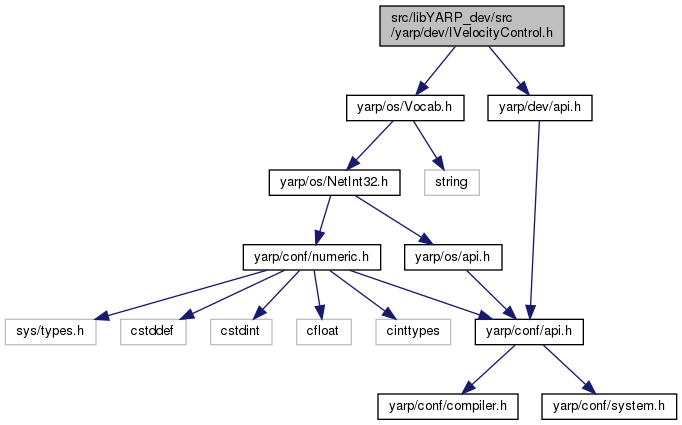 src/libYARP_dev/src
/yarp/dev/IVelocityControl.h
yarp/os/Vocab.h
yarp/dev/api.h
yarp/os/NetInt32.h
string
yarp/conf/numeric.h
yarp/os/api.h
sys/types.h
cstddef
cstdint
cfloat
cinttypes
yarp/conf/api.h
yarp/conf/compiler.h
yarp/conf/system.h